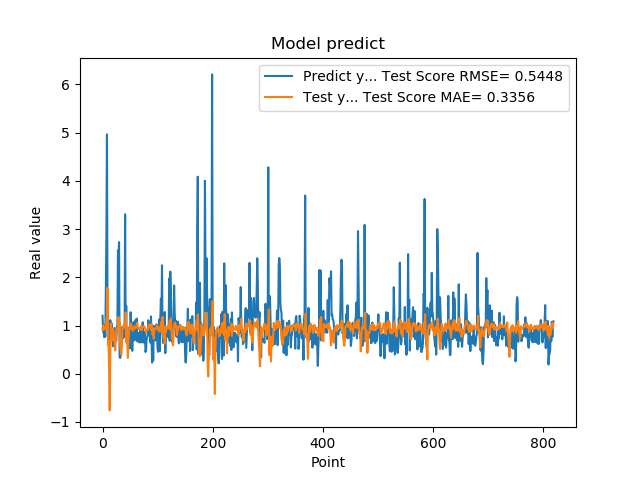 Model predict
Predict y... Test Score RMSE= 0.5448
Test y... Test Score MAE= 0.3356
Real value
6
5
4
3
2
1
0
−1
0 200 400 600 800
Point